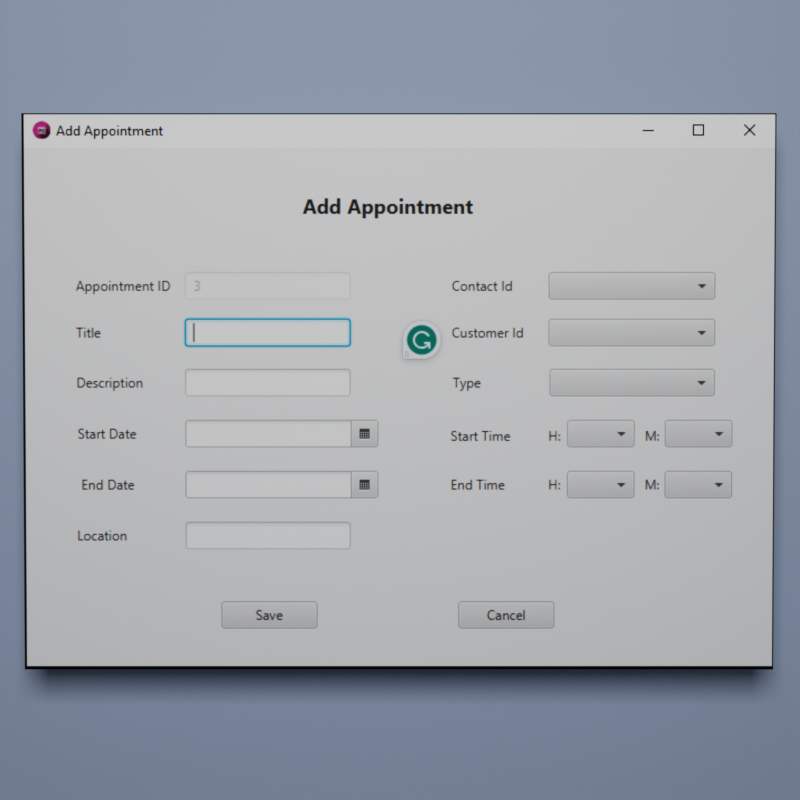 Add Appointment
Add Appointment
Appointment ID 3 Contact Id
Title Customer Id
Description Type
Start Date Start Time H: M:
End Date End Time H: M:
Location
Save Cancel